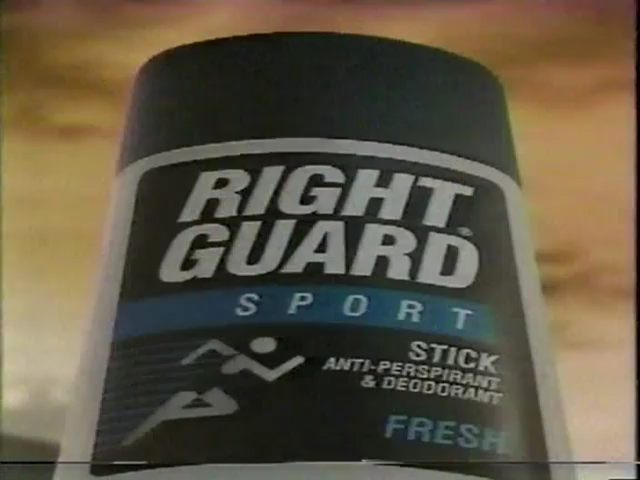 RIGHT
GUARD®
SPORT
STICK
ANTI-PERSPIRANT
& DEODORANT
FRESH